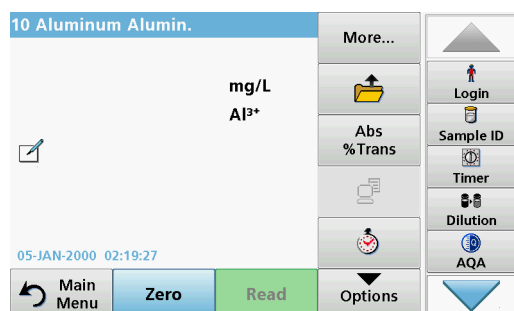 10 Aluminum Alumin.
mg/L
Al³⁺
05-JAN-2000 02:19:27
Main
Menu
Zero
Read
More...
Abs
%Trans
Options
Login
Sample ID
Timer
Dilution
AQA